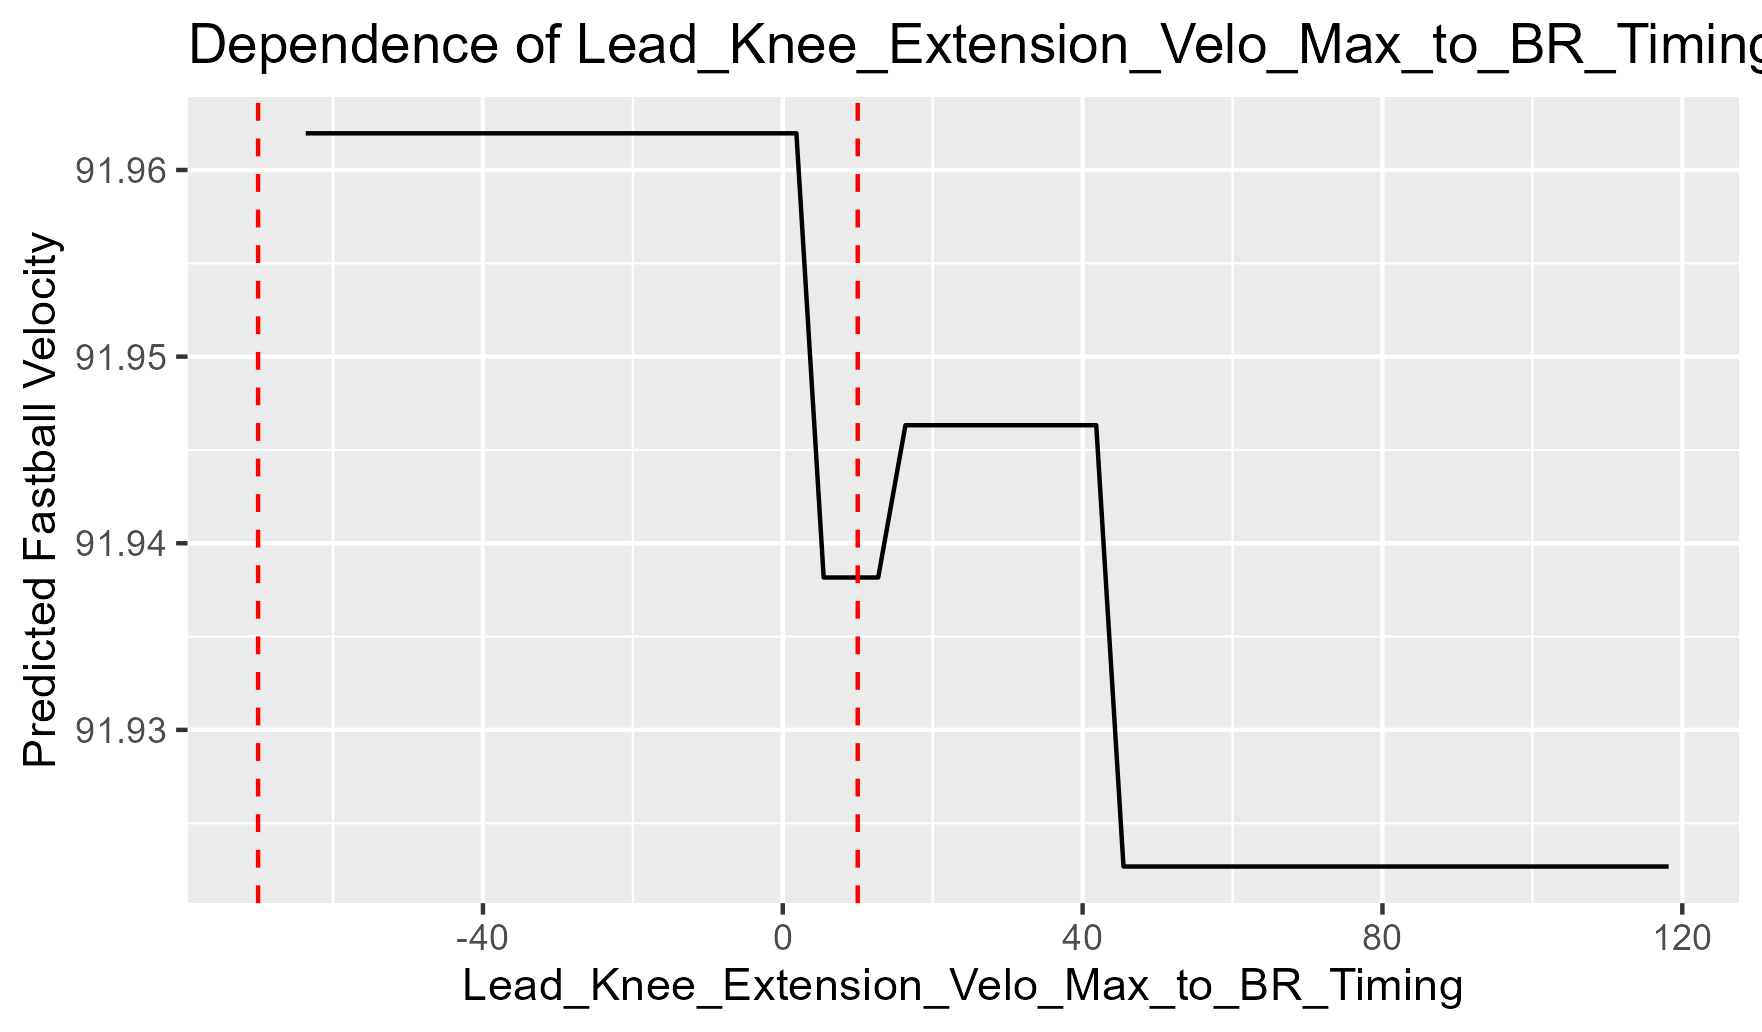 Dependence of Lead_Knee_Extension_Velo_Max_to_BR_Timing
91.96
91.95
91.94
91.93
Predicted Fastball Velocity
-40 0 40 80 120
Lead_Knee_Extension_Velo_Max_to_BR_Timing